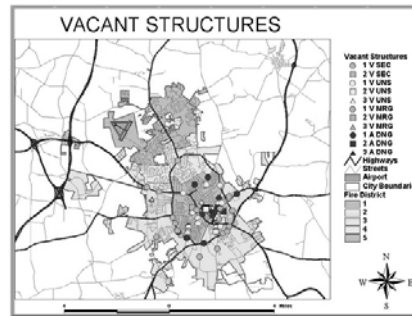 VACANT STRUCTURES
Vacant Structures
1 V SEC
2 V SEC
1 V UNS
2 V UNS
3 V UNS
1 V MRG
2 V MRG
3 V MRG
1 A DNG
2 A DNG
3 A DNG
Highways
Streets
Airport
City Boundari
Fire District
1
2
3
4
5
N
W
E
S